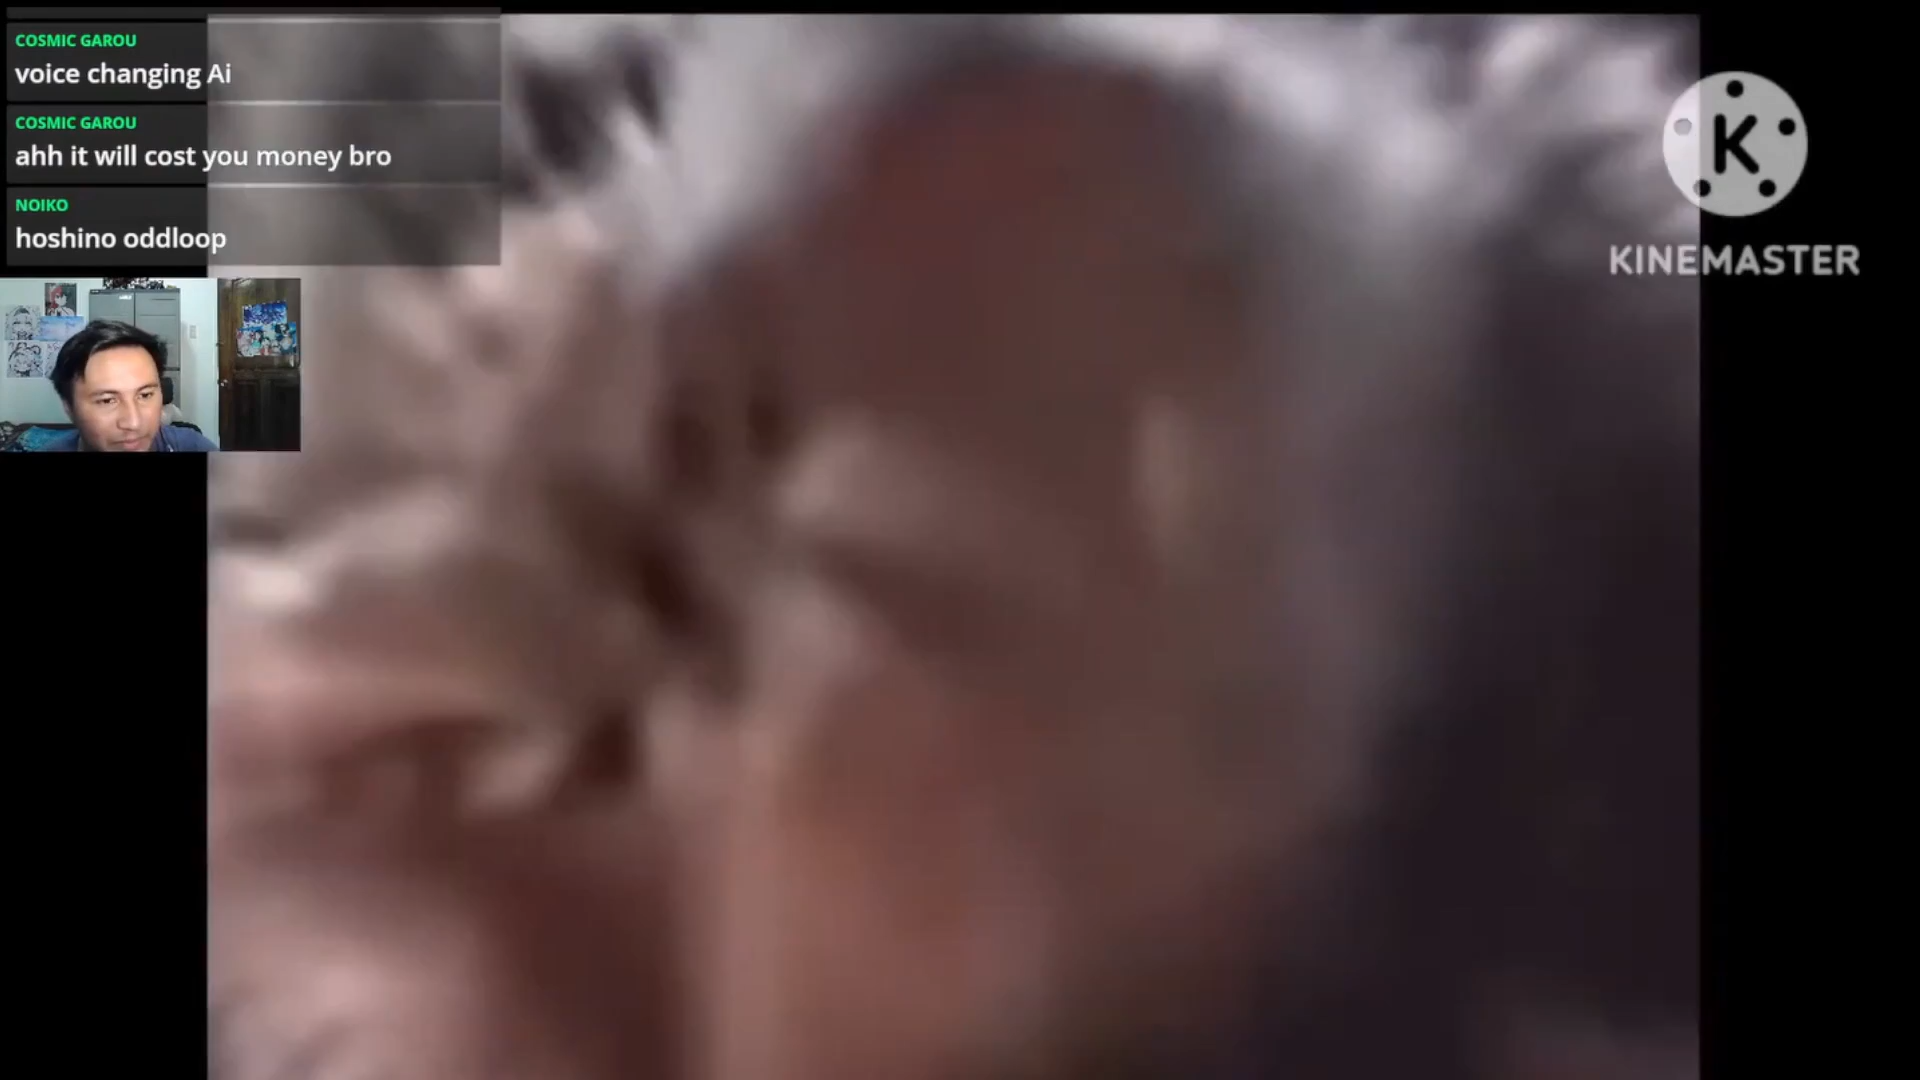 COSMIC GAROU
voice changing Ai
COSMIC GAROU
ahh it will cost you money bro
NOIKO
hoshino oddloop
K
KINEMASTER